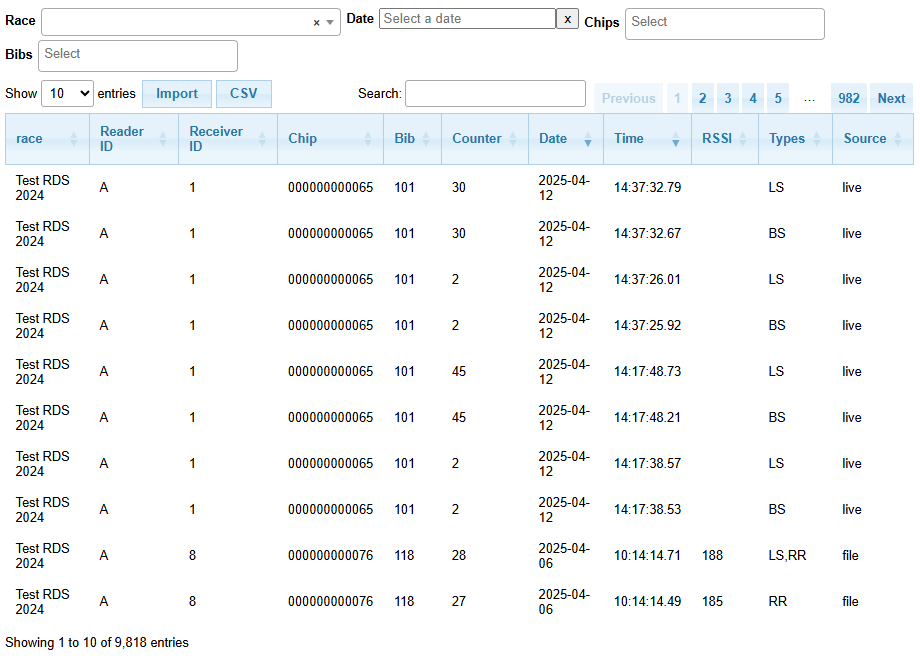 Race × Date Select a date x Chips Select
Bibs Select
Show 10 entries Import CSV Search: Previous 1 2 3 4 5 … 982 Next
race Reader ID Receiver ID Chip Bib Counter Date Time RSSI Types Source
Test RDS 2024 A 1 000000000065 101 30 2025-04-12 14:37:32.79 LS live
Test RDS 2024 A 1 000000000065 101 30 2025-04-12 14:37:32.67 BS live
Test RDS 2024 A 1 000000000065 101 2 2025-04-12 14:37:26.01 LS live
Test RDS 2024 A 1 000000000065 101 2 2025-04-12 14:37:25.92 BS live
Test RDS 2024 A 1 000000000065 101 45 2025-04-12 14:17:48.73 LS live
Test RDS 2024 A 1 000000000065 101 45 2025-04-12 14:17:48.21 BS live
Test RDS 2024 A 1 000000000065 101 2 2025-04-12 14:17:38.57 LS live
Test RDS 2024 A 1 000000000065 101 2 2025-04-12 14:17:38.53 BS live
Test RDS 2024 A 8 000000000076 118 28 2025-04-06 10:14:14.71 188 LS,RR file
Test RDS 2024 A 8 000000000076 118 27 2025-04-06 10:14:14.49 185 RR file
Showing 1 to 10 of 9,818 entries